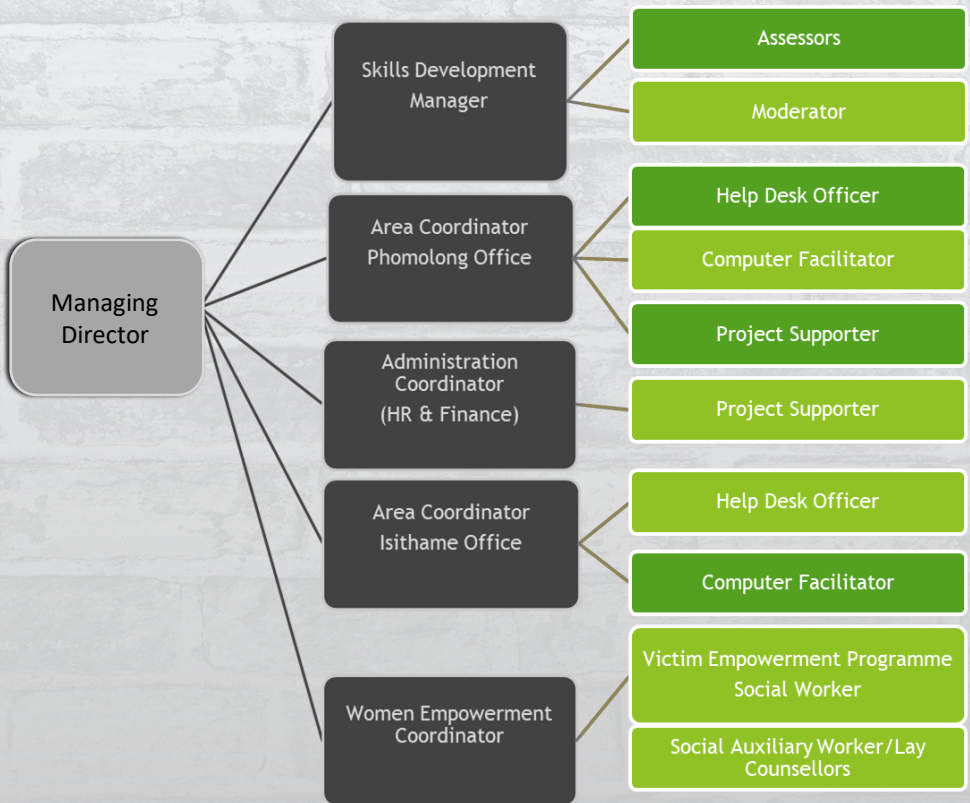 Managing
Director
Skills Development
Manager
Assessors
Moderator
Area Coordinator
Phomolong Office
Help Desk Officer
Computer Facilitator
Project Supporter
Administration
Coordinator
(HR & Finance)
Project Supporter
Area Coordinator
Isithame Office
Help Desk Officer
Computer Facilitator
Women Empowerment
Coordinator
Victim Empowerment Programme
Social Worker
Social Auxiliary Worker/Lay
Counsellors